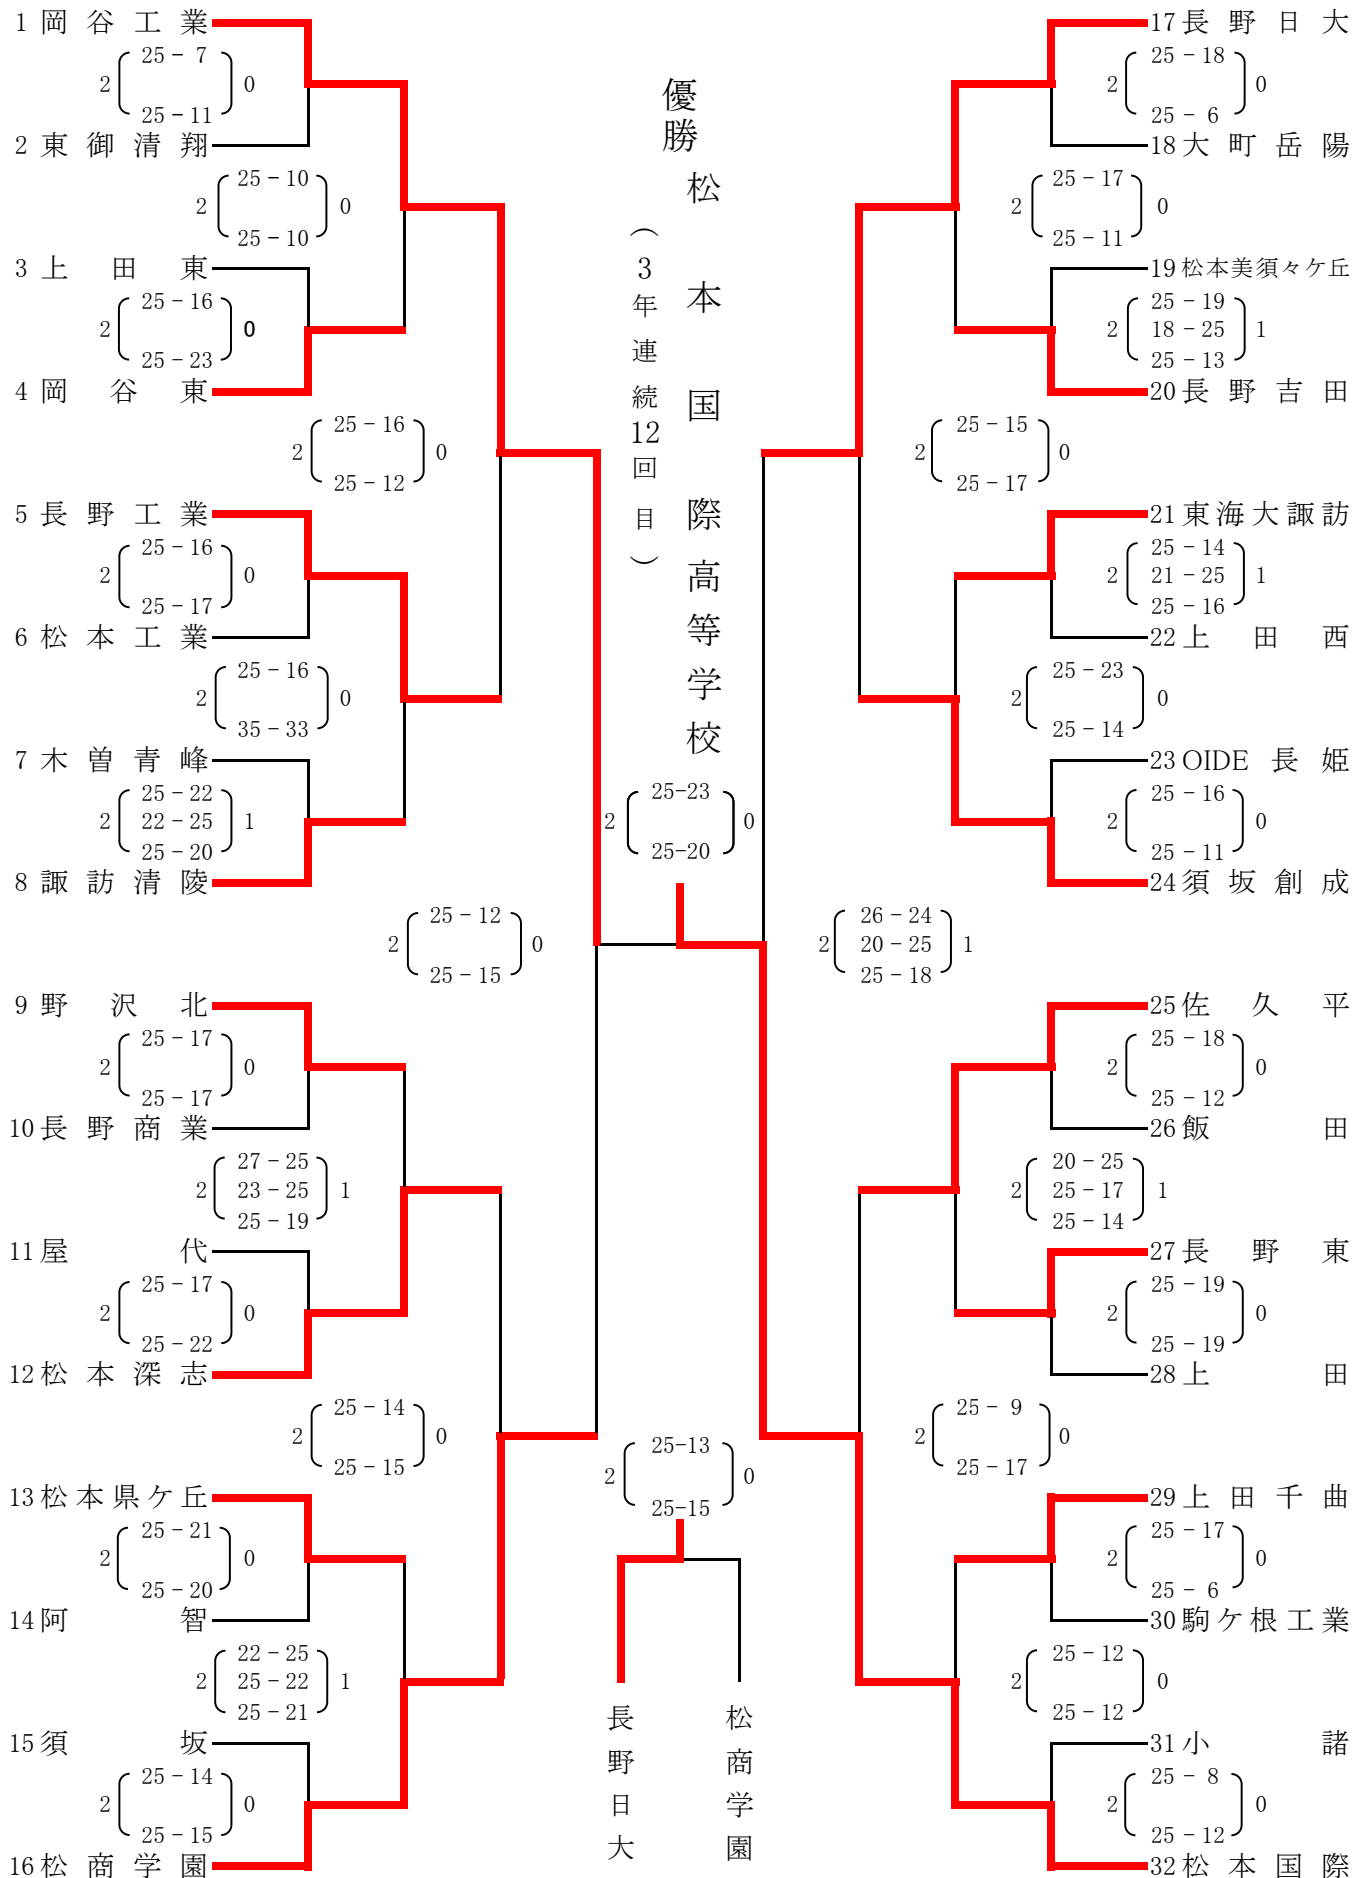 1 岡谷工業
25－7
2 0
25－11
2 東御清翔
25－10
2 0
25－10
3 上田東
25－16
2 0
25－23
4 岡谷東
25－16
2 0
25－12
5 長野工業
25－16
2 0
25－17
6 松本工業
25－16
2 0
35－33
7 木曽青峰
25－22
2 22－25 1
25－20
8 諏訪清陵
25－12
2 0
25－15
9 野沢北
25－17
2 0
25－17
10 長野商業
27－25
2 23－25 1
25－19
11 屋代
25－17
2 0
25－22
12 松本深志
25－14
2 0
25－15
13 松本県ケ丘
25－21
2 0
25－20
14 阿智
22－25
2 25－22 1
25－21
15 須坂
25－14
2 0
25－15
16 松商学園
優勝
松本国際高等学校
（3年連続12回目）
25-23
2 0
25-20
25-13
2 0
25-15
長野日大
松商学園
17 長野日大
25－18
2 0
25－6
18 大町岳陽
25－17
2 0
25－11
19 松本美須々ケ丘
25－19
2 18－25 1
25－13
20 長野吉田
25－15
2 0
25－17
21 東海大諏訪
25－14
2 21－25 1
25－16
22 上田西
25－23
2 0
25－14
23 OIDE長姫
25－16
2 0
25－11
24 須坂創成
26－24
2 20－25 1
25－18
25 佐久平
25－18
2 0
25－12
26 飯田
20－25
2 25－17 1
25－14
27 長野東
25－19
2 0
25－19
28 上田
25－9
2 0
25－17
29 上田千曲
25－17
2 0
25－6
30 駒ケ根工業
25－12
2 0
25－12
31 小諸
25－8
2 0
25－12
32 松本国際